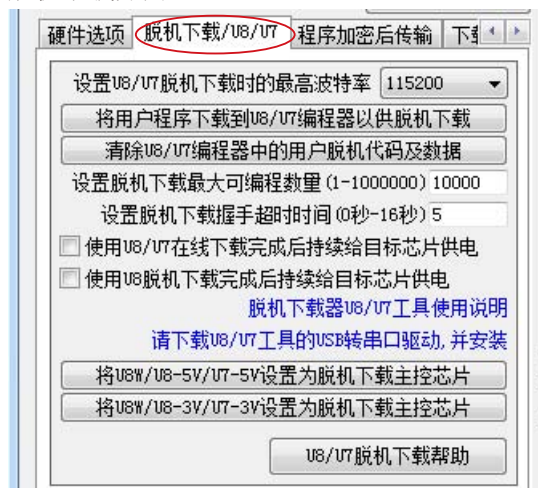 硬件选项 脱机下载/U8/U7 程序加密后传输
设置U8/U7脱机下载时的最高波特率 115200
将用户程序下载到U8/U7编程器以供脱机下载
清除U8/U7编程器中的用户脱机代码及数据
设置脱机下载最大可编程数量(1-1000000) 10000
设置脱机下载握手超时时间(0秒-16秒) 5
使用U8/U7在线下载完成后持续给目标芯片供电
使用U8脱机下载完成后持续给目标芯片供电
脱机下载器U8/U7工具使用说明
请下载U8/U7工具的USB转串口驱动,并安装
将U8W/U8-5V/U7-5V设置为脱机下载主控芯片
将U8W/U8-3V/U7-3V设置为脱机下载主控芯片
U8/U7脱机下载帮助